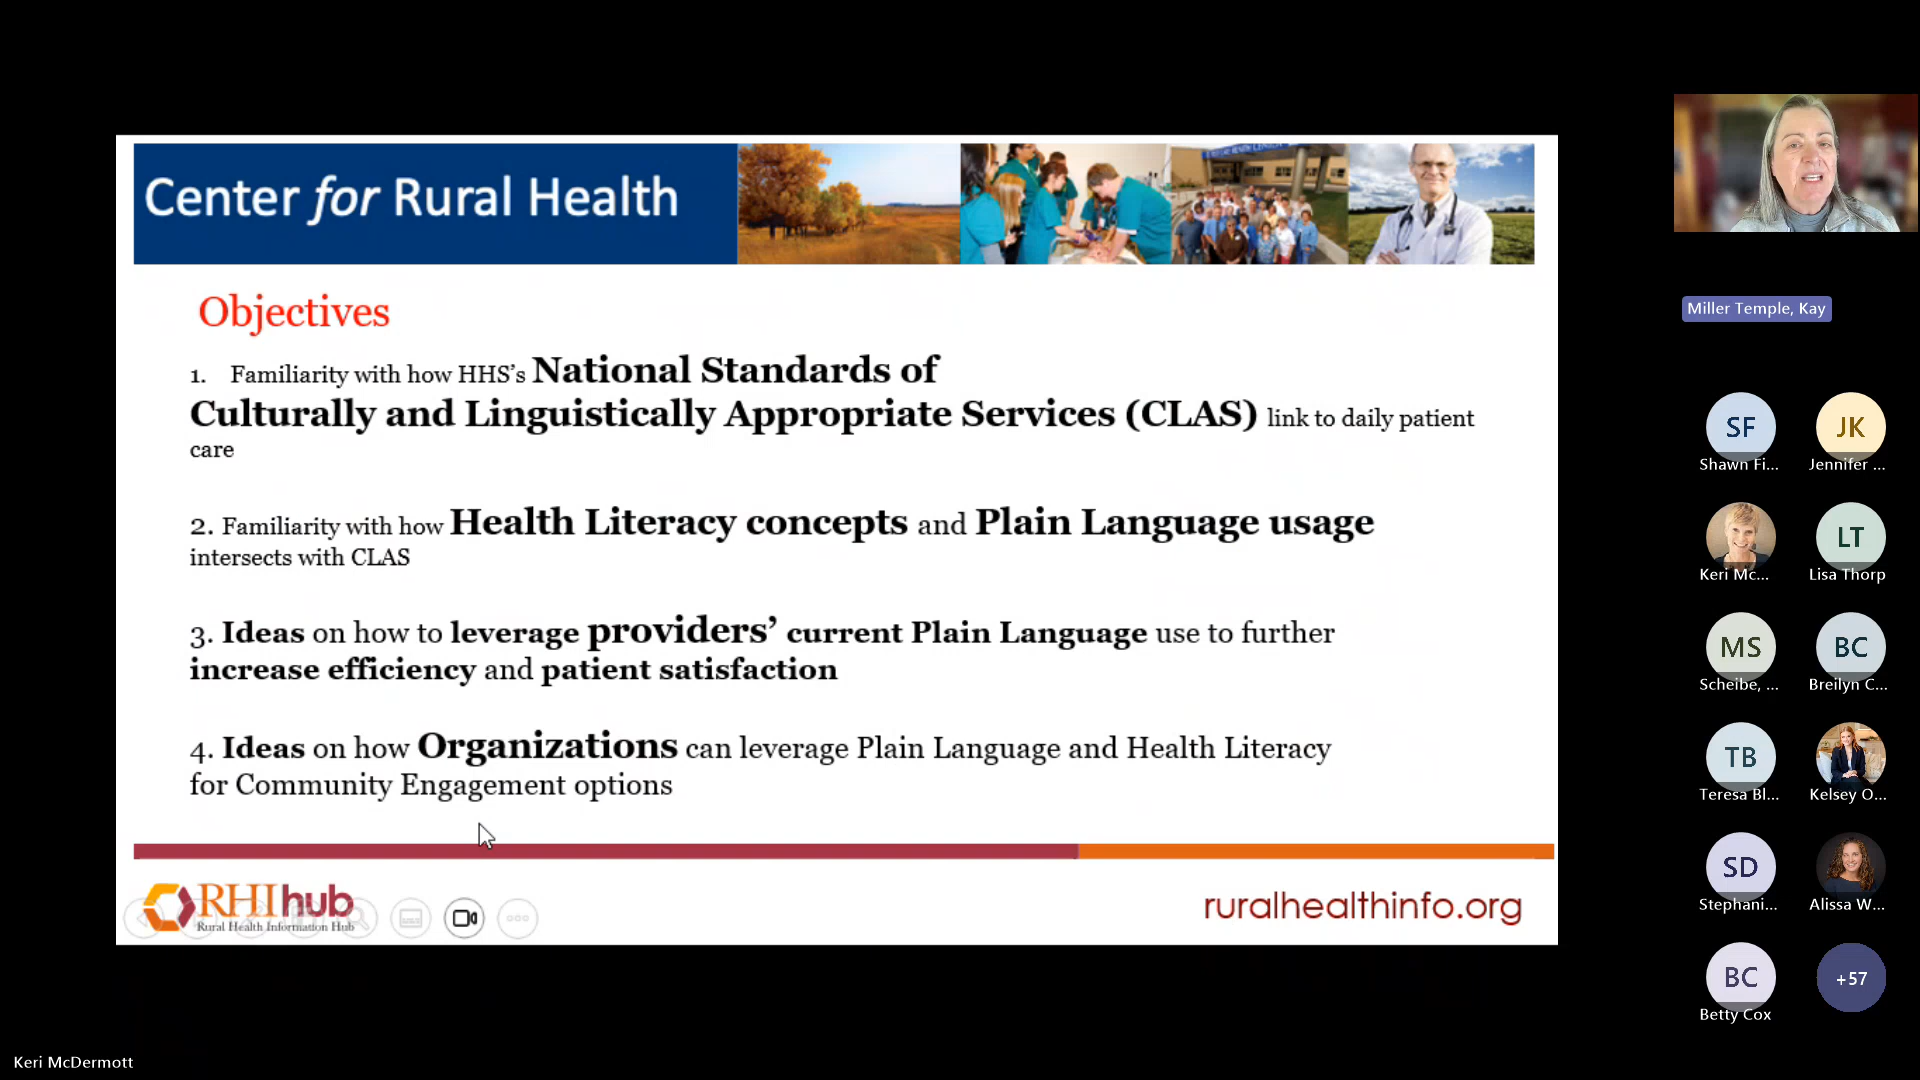 Center for Rural Health
Objectives
1. Familiarity with how HHS's National Standards of
Culturally and Linguistically Appropriate Services (CLAS) link to daily patient
care
2. Familiarity with how Health Literacy concepts and Plain Language usage
intersects with CLAS
3. Ideas on how to leverage providers' current Plain Language use to further
increase efficiency and patient satisfaction
4. Ideas on how Organizations can leverage Plain Language and Health Literacy
for Community Engagement options
RHIhub
Rural Health Information Hub
ruralhealthinfo.org
Miller Temple, Kay
SF
Shawn Fi...
JK
Jennifer ...
Keri Mc...
LT
Lisa Thorp
MS
Scheibe, ...
BC
Breilyn C...
TB
Teresa Bl...
Kelsey O...
SD
Stephani...
Alissa W...
BC
Betty Cox
+57
Keri McDermott